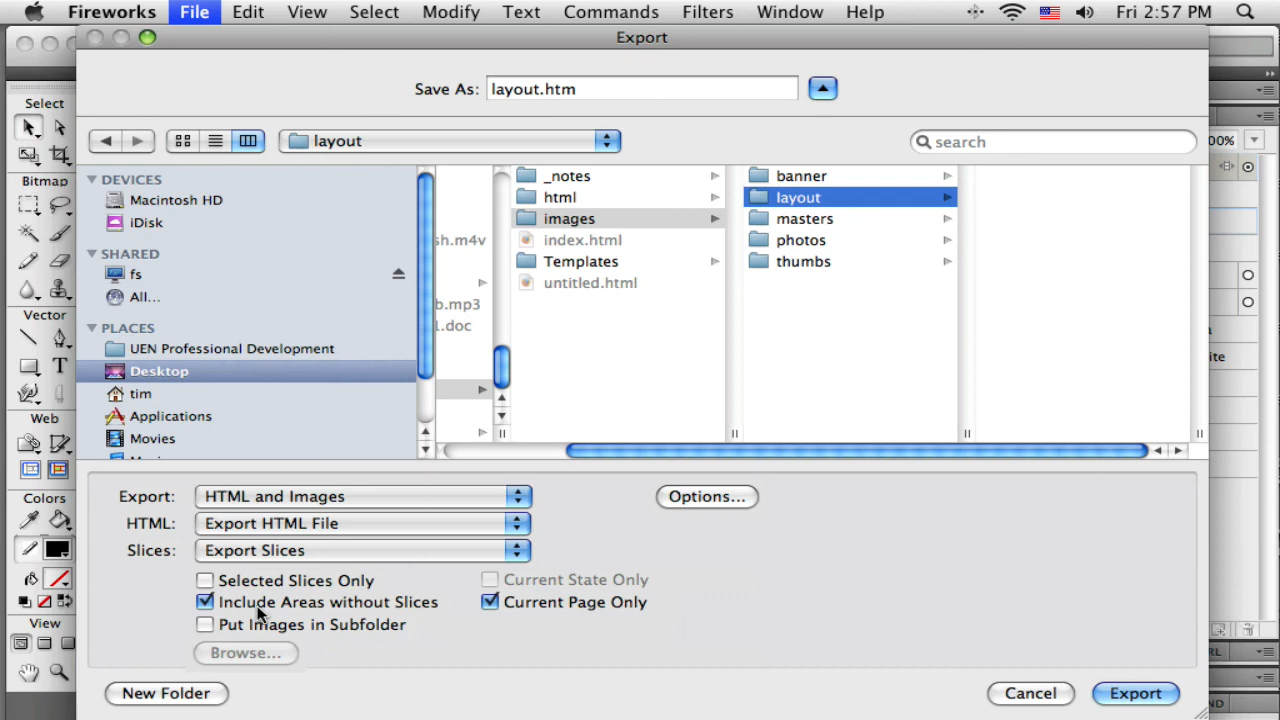 Fireworks File Edit View Select Modify Text Commands Filters Window Help Fri 2:57 PM
Export
Save As: layout.htm
layout
search
Select
Bitmap
Vector
Web
Colors
View
DEVICES
Macintosh HD
iDisk
SHARED
fs
All...
PLACES
UEN Professional Development
Desktop
tim
Applications
Movies
sh.m4v
b.mp3
1.doc
_notes
html
images
index.html
Templates
untitled.html
banner
layout
masters
photos
thumbs
Export: HTML and Images
Options...
HTML: Export HTML File
Slices: Export Slices
Selected Slices Only
Current State Only
Include Areas without Slices
Current Page Only
Put Images in Subfolder
Browse...
New Folder
Cancel
Export